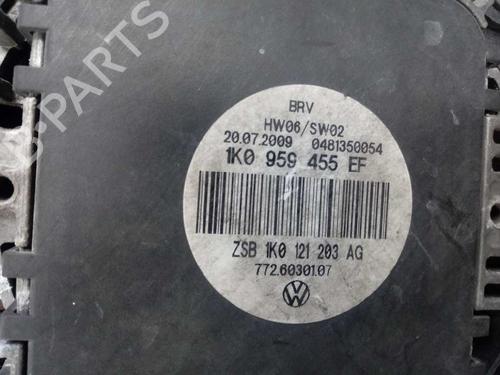 B-PARTS
BRV
HW06/SW02
20.07.2009 0481350054
1K0 959 455 EF
ZSB 1K0 121 203 AG
772.60301.07